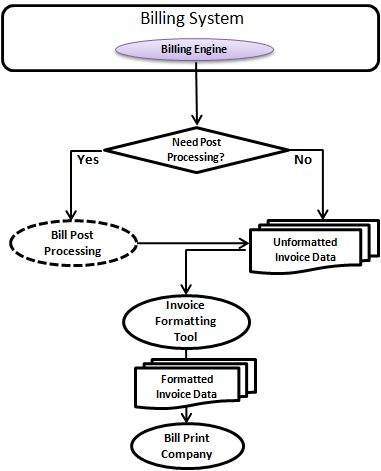 Billing System
Billing Engine
Need Post
Processing?
Yes
No
Bill Post
Processing
Unformatted
Invoice Data
Invoice
Formatting
Tool
Formatted
Invoice Data
Bill Print
Company